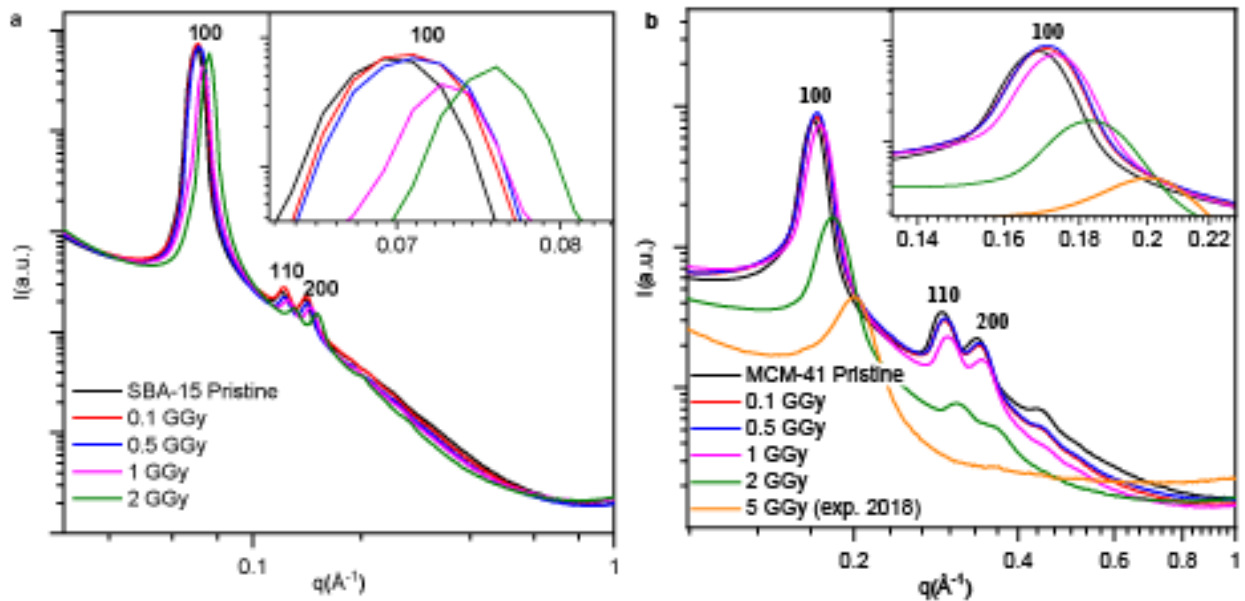 a
100
100
0.07
0.08
110
200
I(a.u.)
SBA-15 Pristine
0.1 GGy
0.5 GGy
1 GGy
2 GGy
0.1
1
q(Å⁻¹)
b
100
100
0.14
0.16
0.18
0.2
0.22
110
200
I(a.u.)
MCM-41 Pristine
0.1 GGy
0.5 GGy
1 GGy
2 GGy
5 GGy (exp. 2018)
0.2
0.4
0.6
0.8
1
q(Å⁻¹)